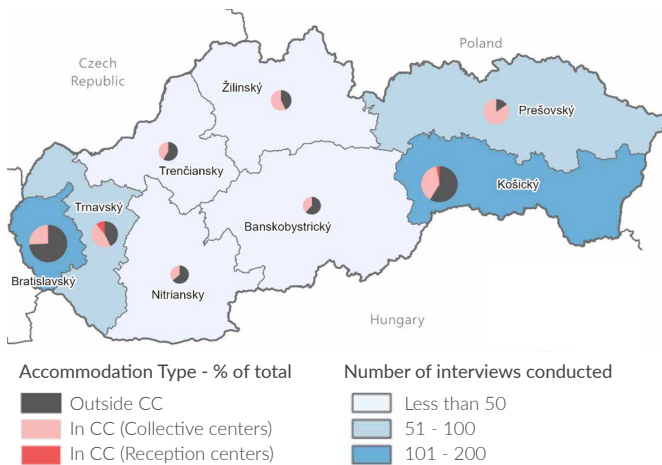 Poland
Czech
Republic
Žilinský
Prešovský
Trenčiansky
Košický
Trnavský
Banskobystrický
Bratislavský
Nitriansky
Hungary
Accommodation Type - % of total
Outside CC
In CC (Collective centers)
In CC (Reception centers)
Number of interviews conducted
Less than 50
51 - 100
101 - 200